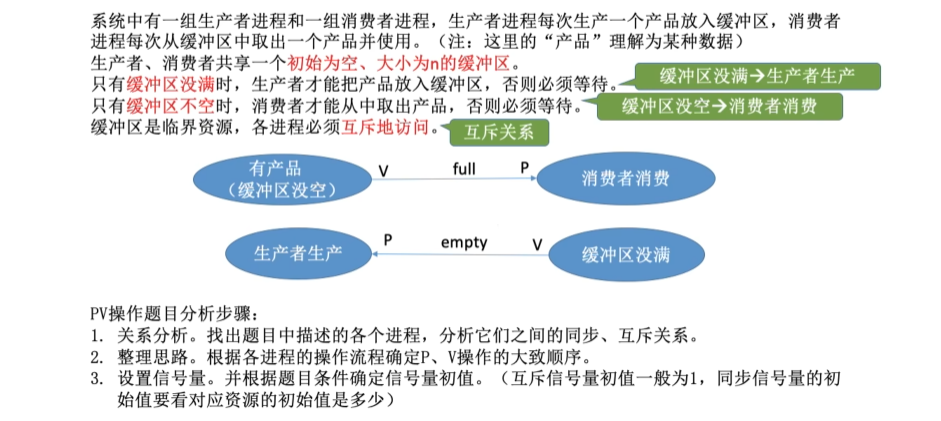 系统中有一组生产者进程和一组消费者进程，生产者进程每次生产一个产品放入缓冲区，消费者
进程每次从缓冲区中取出一个产品并使用。（注：这里的“产品”理解为某种数据）
生产者、消费者共享一个初始为空、大小为n的缓冲区。
只有缓冲区没满时，生产者才能把产品放入缓冲区，否则必须等待。
缓冲区没满→生产者生产
只有缓冲区不空时，消费者才能从中取出产品，否则必须等待。
缓冲区没空→消费者消费
缓冲区是临界资源，各进程必须互斥地访问。
互斥关系
有产品
（缓冲区没空）
V
full
P
消费者消费
生产者生产
P
empty
V
缓冲区没满
PV操作题目分析步骤：
1. 关系分析。找出题目中描述的各个进程，分析它们之间的同步、互斥关系。
2. 整理思路。根据各进程的操作流程确定P、V操作的大致顺序。
3. 设置信号量。并根据题目条件确定信号量初值。（互斥信号量初值一般为1，同步信号量的初
始值要看对应资源的初始值是多少）